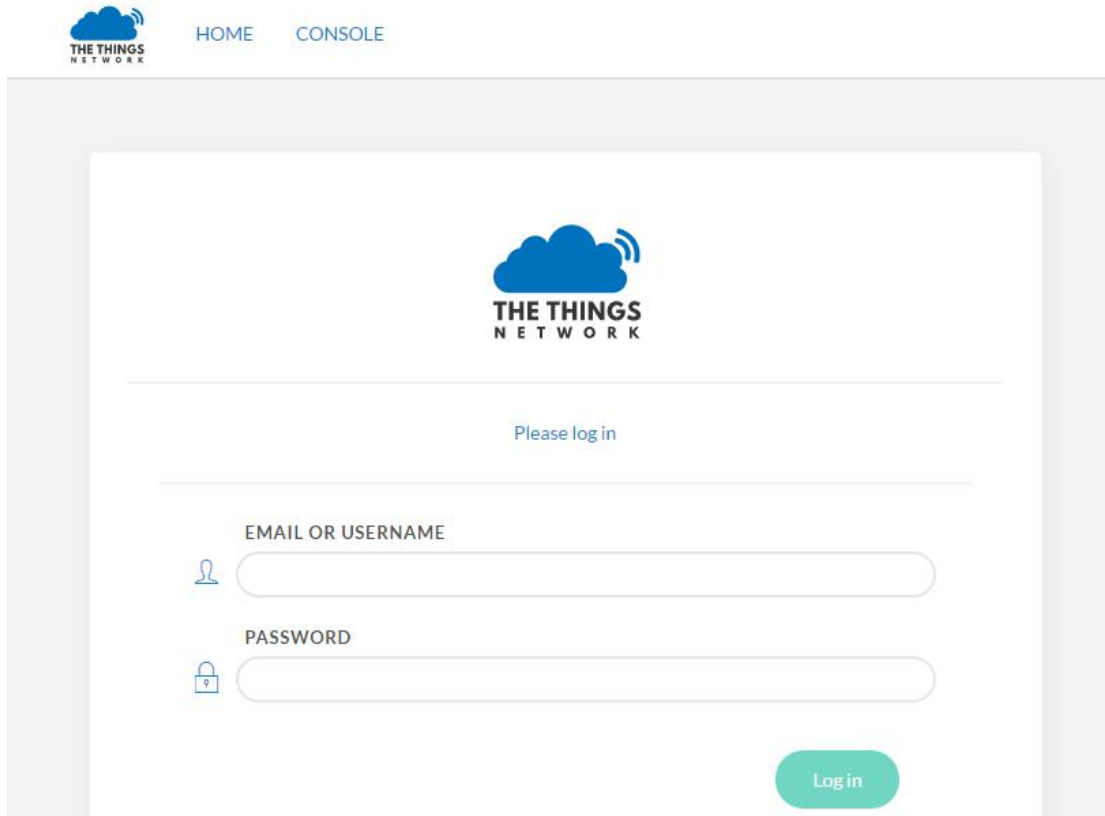 THE THINGS
NETWORK
HOME
CONSOLE
THE THINGS
NETWORK
Please log in
EMAIL OR USERNAME
PASSWORD
Log in